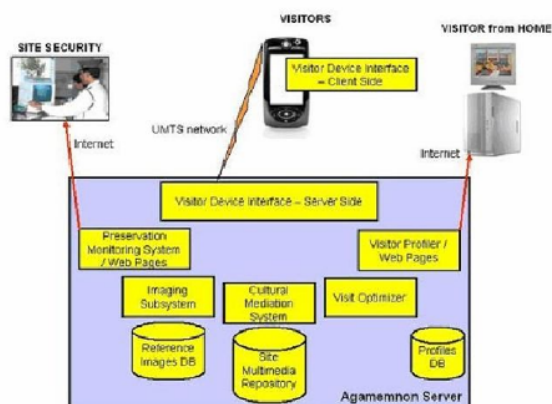 VISITORS
VISITOR from HOME
SITE SECURITY
Visitor Device Interface
– Client Side
UMTS network
Internet
Internet
Visitor Device Interface – Server Side
Preservation
Monitoring System
/ Web Pages
Visitor Profiler /
Web Pages
Imaging
Subsystem
Cultural
Mediation
System
Visit Optimizer
Reference
Images DB
Site
Multimedia
Repository
Profiles
DB
Agamemnon Server